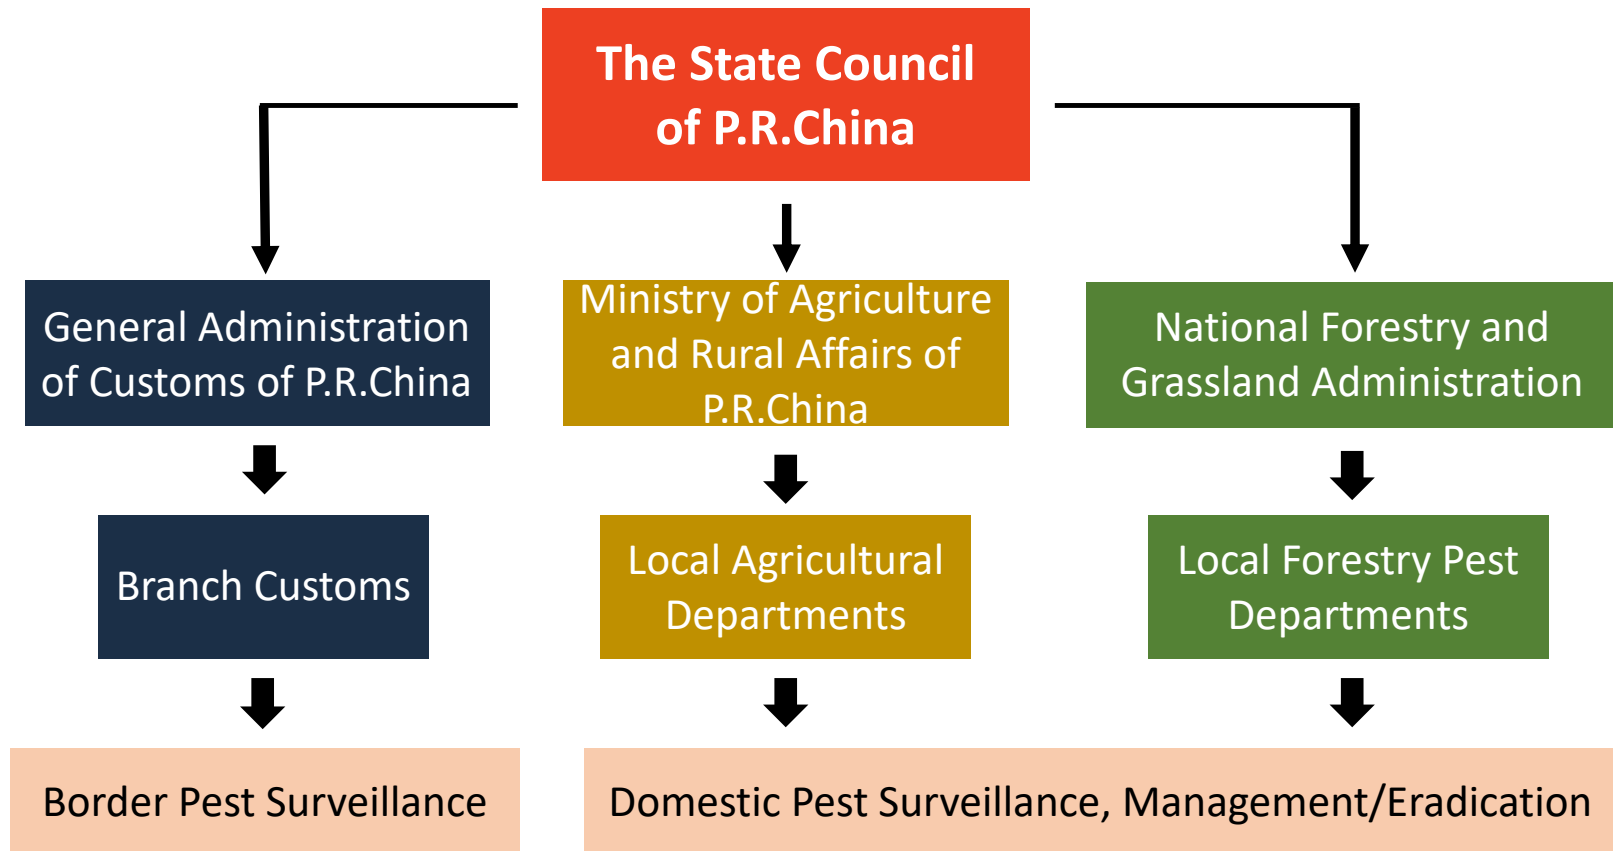 The State Council
of P.R.China
General Administration
of Customs of P.R.China
Ministry of Agriculture
and Rural Affairs of
P.R.China
National Forestry and
Grassland Administration
Branch Customs
Local Agricultural
Departments
Local Forestry Pest
Departments
Border Pest Surveillance
Domestic Pest Surveillance, Management/Eradication